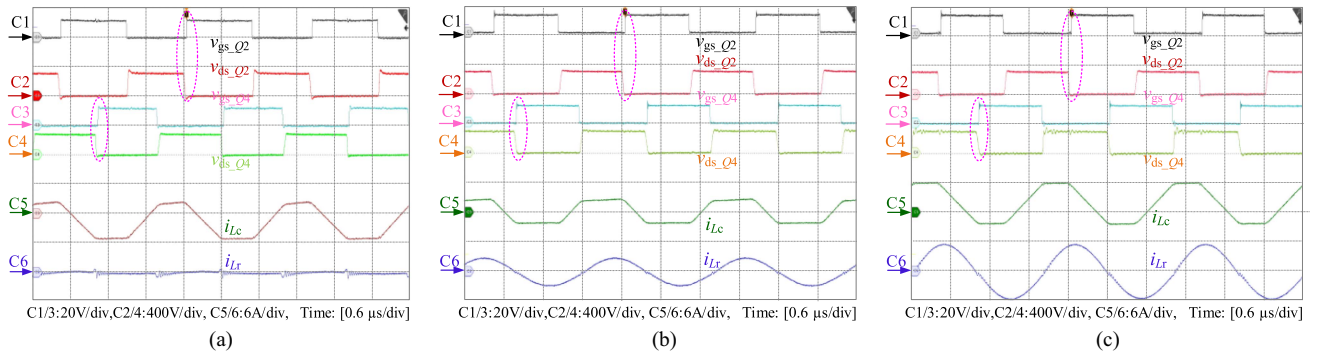 C1
v_gs_Q2
v_ds_Q2
C2
v_gs_Q4
C3
C4
v_ds_Q4
C5
i_Lc
C6
i_Lr
C1/3:20V/div,C2/4:400V/div, C5/6:6A/div, Time: [0.6 μs/div]
(a)
C1
v_gs_Q2
v_ds_Q2
C2
v_gs_Q4
C3
C4
v_ds_Q4
C5
i_Lc
C6
i_Lr
C1/3:20V/div,C2/4:400V/div, C5/6:6A/div, Time: [0.6 μs/div]
(b)
C1
v_gs_Q2
v_ds_Q2
C2
v_gs_Q4
C3
C4
v_ds_Q4
C5
i_Lc
C6
i_Lr
C1/3:20V/div,C2/4:400V/div, C5/6:6A/div, Time: [0.6 μs/div]
(c)